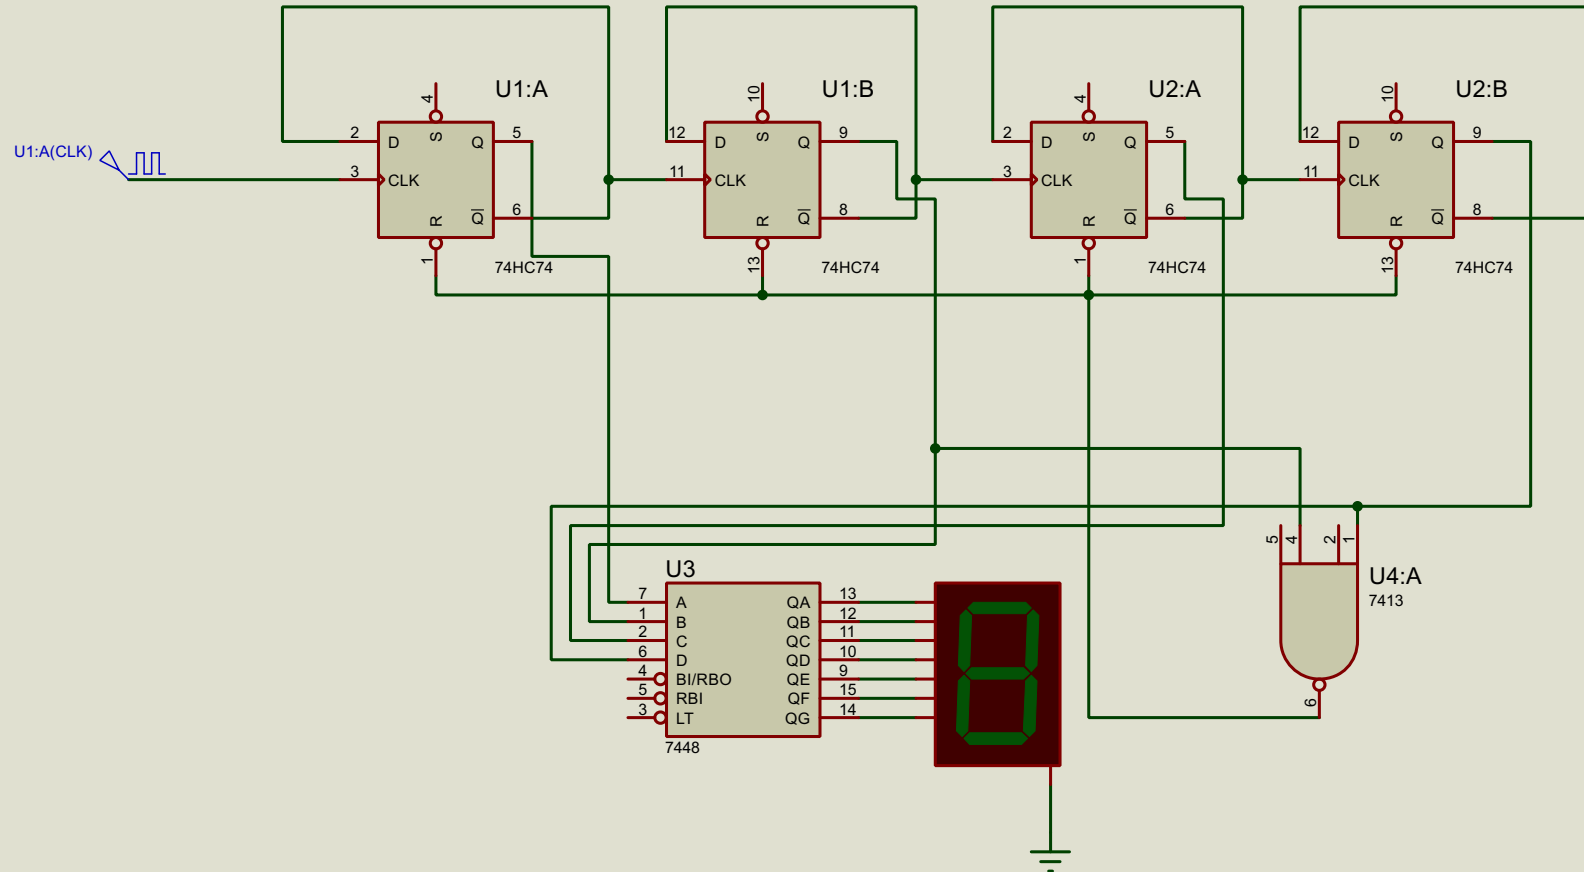 U1:A(CLK)
U1:A
4
2
D
S
Q
5
3
CLK
R
Q
6
1
74HC74
U1:B
10
12
D
S
Q
9
11
CLK
R
Q
8
13
74HC74
U2:A
4
2
D
S
Q
5
3
CLK
R
Q
6
1
74HC74
U2:B
10
12
D
S
Q
9
11
CLK
R
Q
8
13
74HC74
U3
7 A QA 13
1 B QB 12
2 C QC 11
6 D QD 10
4 BI/RBO QE 9
5 RBI QF 15
3 LT QG 14
7448
5
4
2
1
U4:A
7413
6